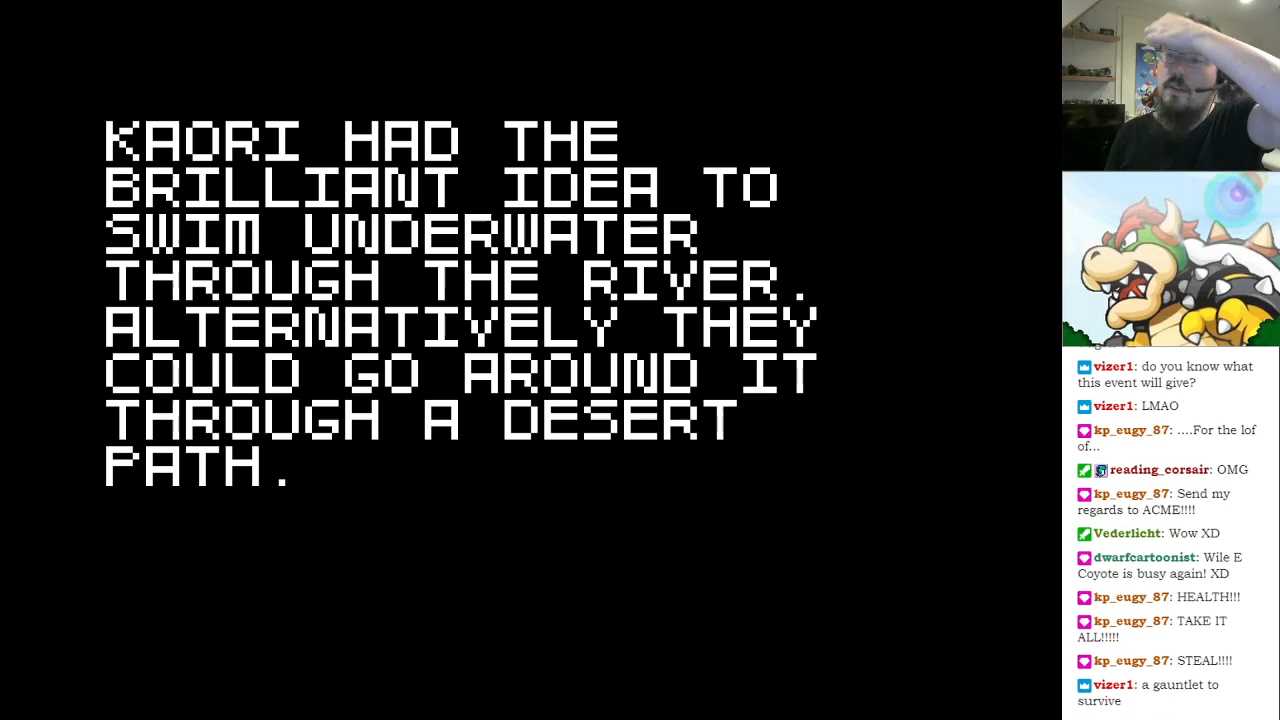 KAORI HAD THE
BRILLIANT IDEA TO
SWIM UNDERWATER
THROUGH THE RIVER.
ALTERNATIVELY THEY
COULD GO AROUND IT
THROUGH A DESERT
PATH.
vizer1: do you know what
this event will give?
vizer1: LMAO
kp_eugy_87: ....For the lof
of...
reading_corsair: OMG
kp_eugy_87: Send my
regards to ACME!!!!
Vederlicht: Wow XD
dwarfcartoonist: Wile E
Coyote is busy again! XD
kp_eugy_87: HEALTH!!!
kp_eugy_87: TAKE IT
ALL!!!!!
kp_eugy_87: STEAL!!!!
vizer1: a gauntlet to
survive